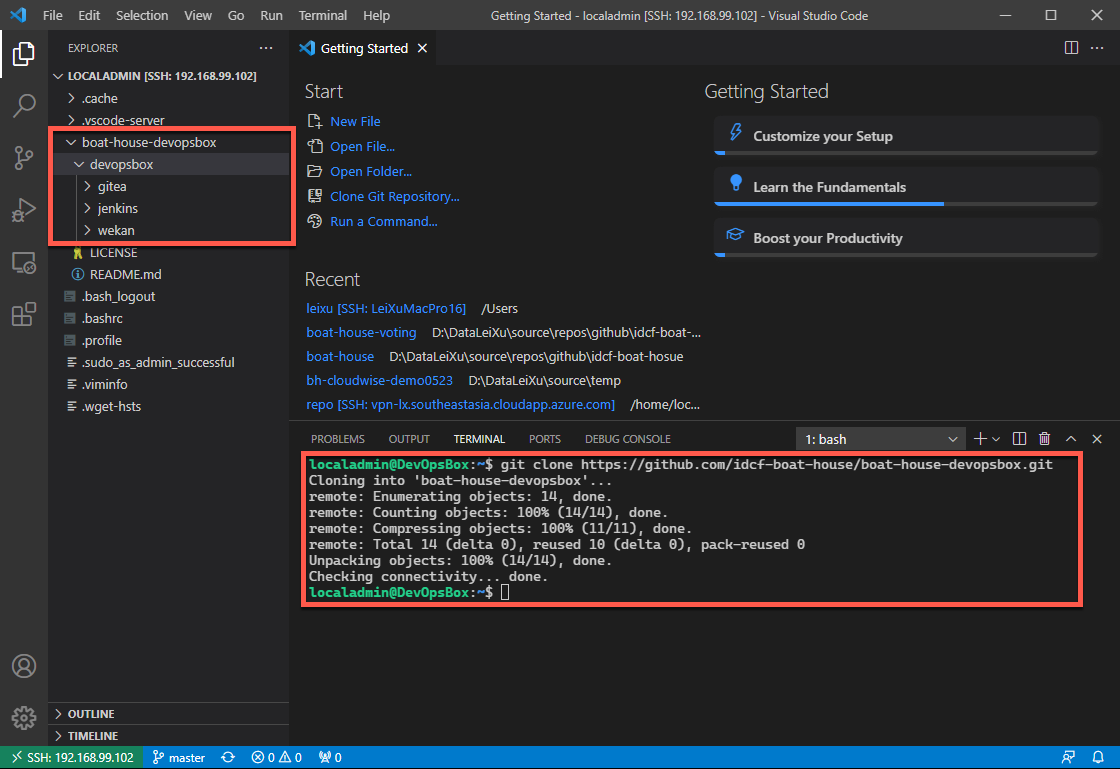 File Edit Selection View Go Run Terminal Help
Getting Started - localadmin [SSH: 192.168.99.102] - Visual Studio Code
EXPLORER
LOCALADMIN [SSH: 192.168.99.102]
.cache
.vscode-server
boat-house-devopsbox
devopsbox
gitea
jenkins
wekan
LICENSE
README.md
.bash_logout
.bashrc
.profile
.sudo_as_admin_successful
.viminfo
.wget-hsts
OUTLINE
TIMELINE
Getting Started
Start
New File
Open File...
Open Folder...
Clone Git Repository...
Run a Command...
Recent
leixu [SSH: LeiXuMacPro16] /Users
boat-house-voting D:\DataLeiXu\source\repos\github\idcf-boat-...
boat-house D:\DataLeiXu\source\repos\github\idcf-boat-hosue
bh-cloudwise-demo0523 D:\DataLeiXu\source\temp
repo [SSH: vpn-lx.southeastasia.cloudapp.azure.com] /home/loc...
Getting Started
Customize your Setup
Learn the Fundamentals
Boost your Productivity
PROBLEMS OUTPUT TERMINAL PORTS DEBUG CONSOLE
1: bash
localadmin@DevOpsBox:~$ git clone https://github.com/idcf-boat-house/boat-house-devopsbox.git
Cloning into 'boat-house-devopsbox'...
remote: Enumerating objects: 14, done.
remote: Counting objects: 100% (14/14), done.
remote: Compressing objects: 100% (11/11), done.
remote: Total 14 (delta 0), reused 10 (delta 0), pack-reused 0
Unpacking objects: 100% (14/14), done.
Checking connectivity... done.
localadmin@DevOpsBox:~$
SSH: 192.168.99.102 master 0 0 0